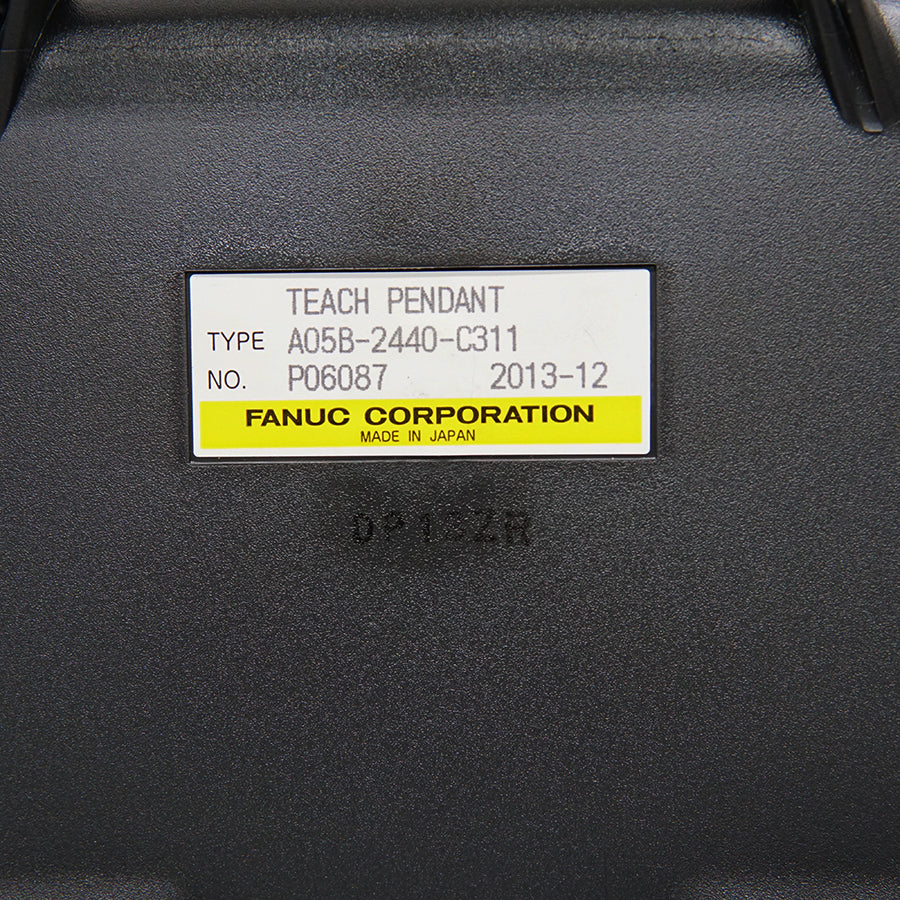 TEACH PENDANT
TYPE A05B-2440-C311
NO. P06087 2013-12
FANUC CORPORATION
MADE IN JAPAN